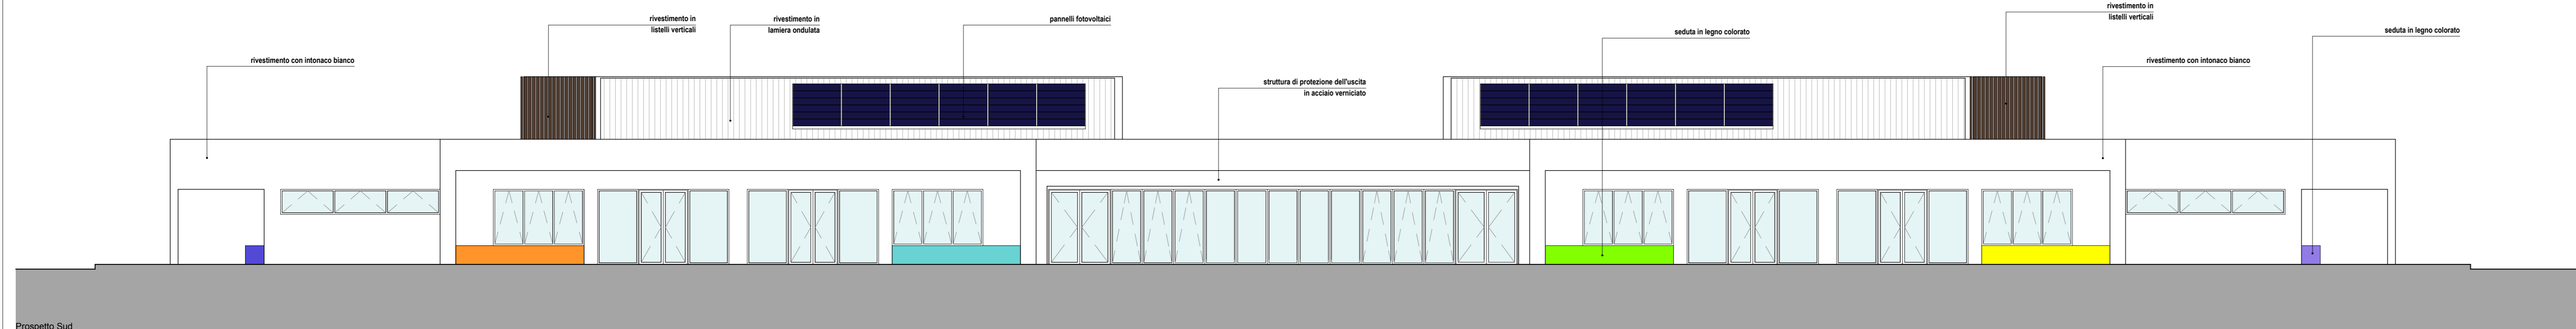 rivestimento con intonaco bianco
rivestimento in
listelli verticali
rivestimento in
lamiera ondulata
pannelli fotovoltaici
struttura di protezione dell'uscita
in acciaio verniciato
seduta in legno colorato
rivestimento in
listelli verticali
rivestimento con intonaco bianco
seduta in legno colorato
Prospetto Sud